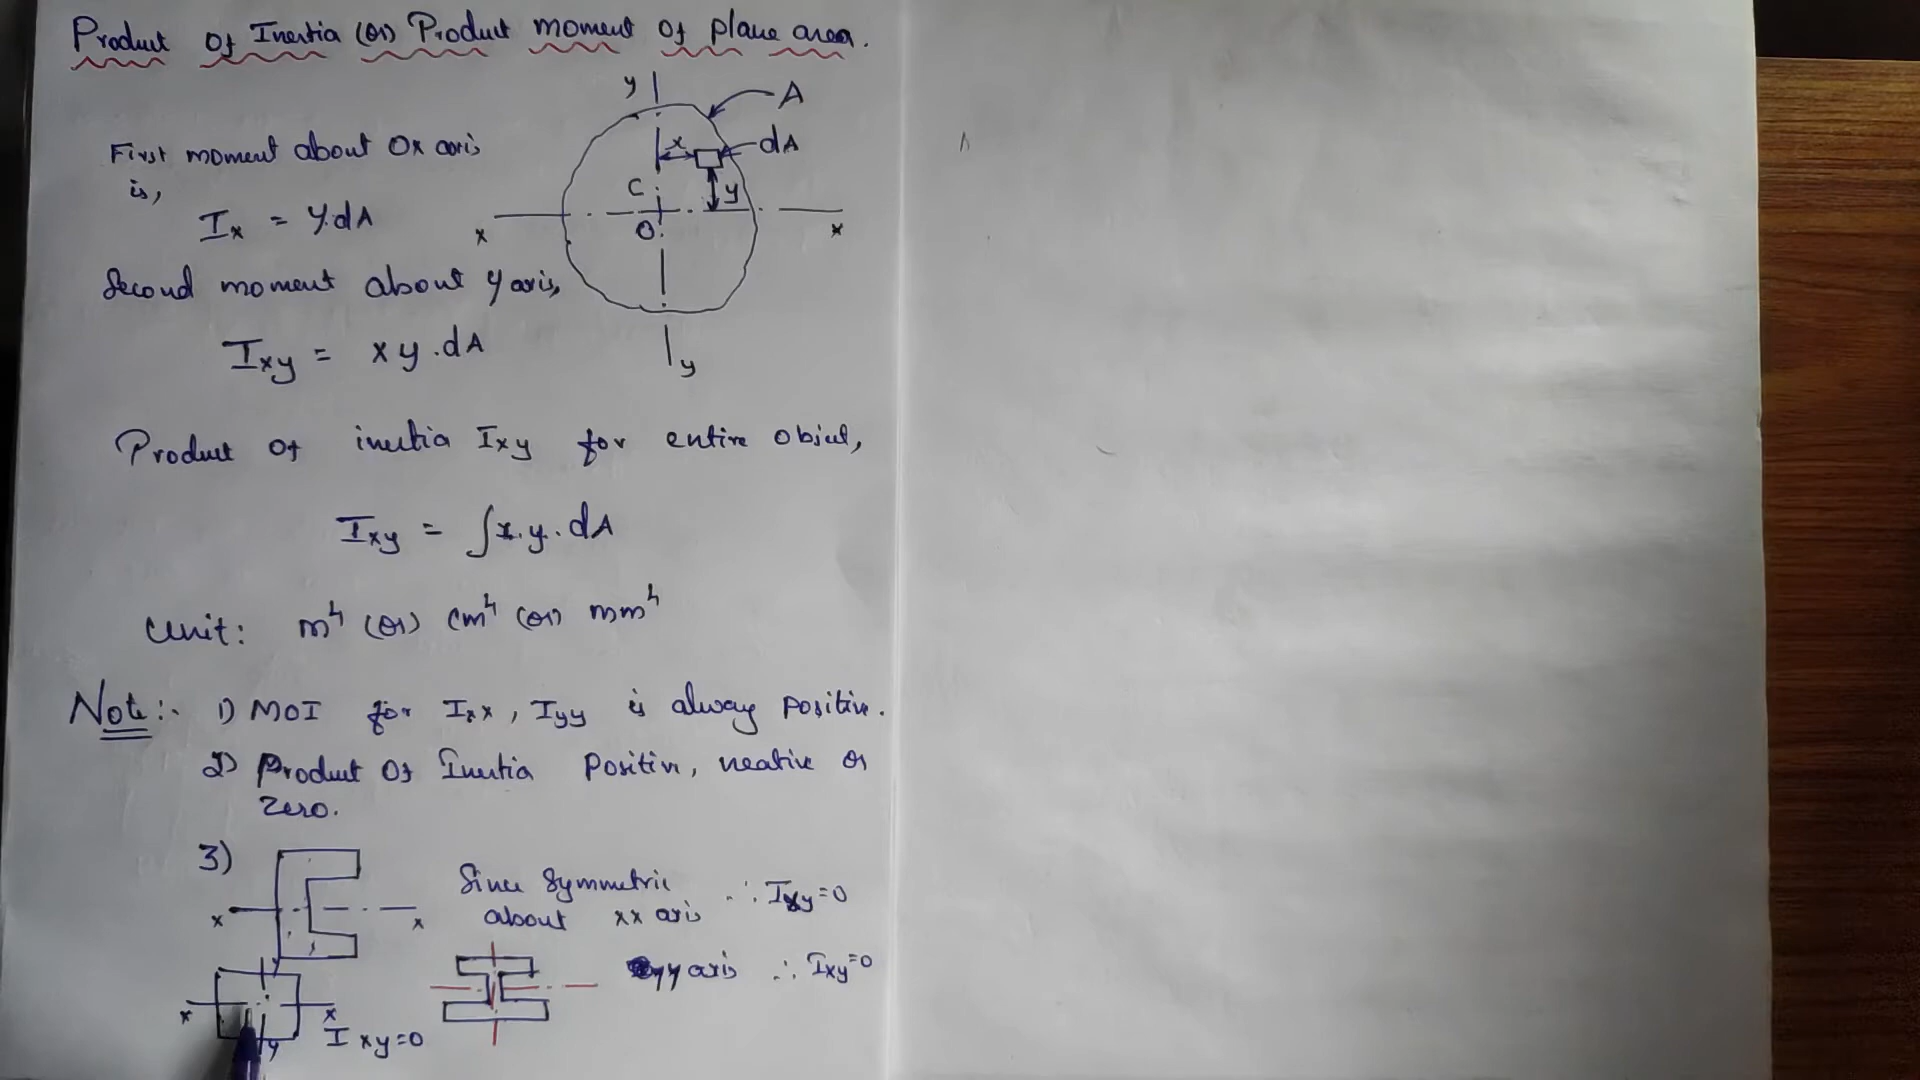 Product of Inertia (or) Product moment of plane area.
y
A
First moment about Ox axis
x
dA
is,
C
y
Ix = y.dA
x
O
x
Second moment about y axis,
Ixy = xy.dA
y
Product of inertia Ixy for entire object,
Ixy = ∫x.y.dA
Unit: m⁴ (or) cm⁴ (or) mm⁴
Note:- 1) MOI for Ixx, Iyy is always positive.
2) Product of Inertia Positive, neative or
zero.
3)
Since Symmetric ∴ Ixy=0
x
x
about xx axis
yy axis ∴ Ixy=0
x
x
y
Ixy=0